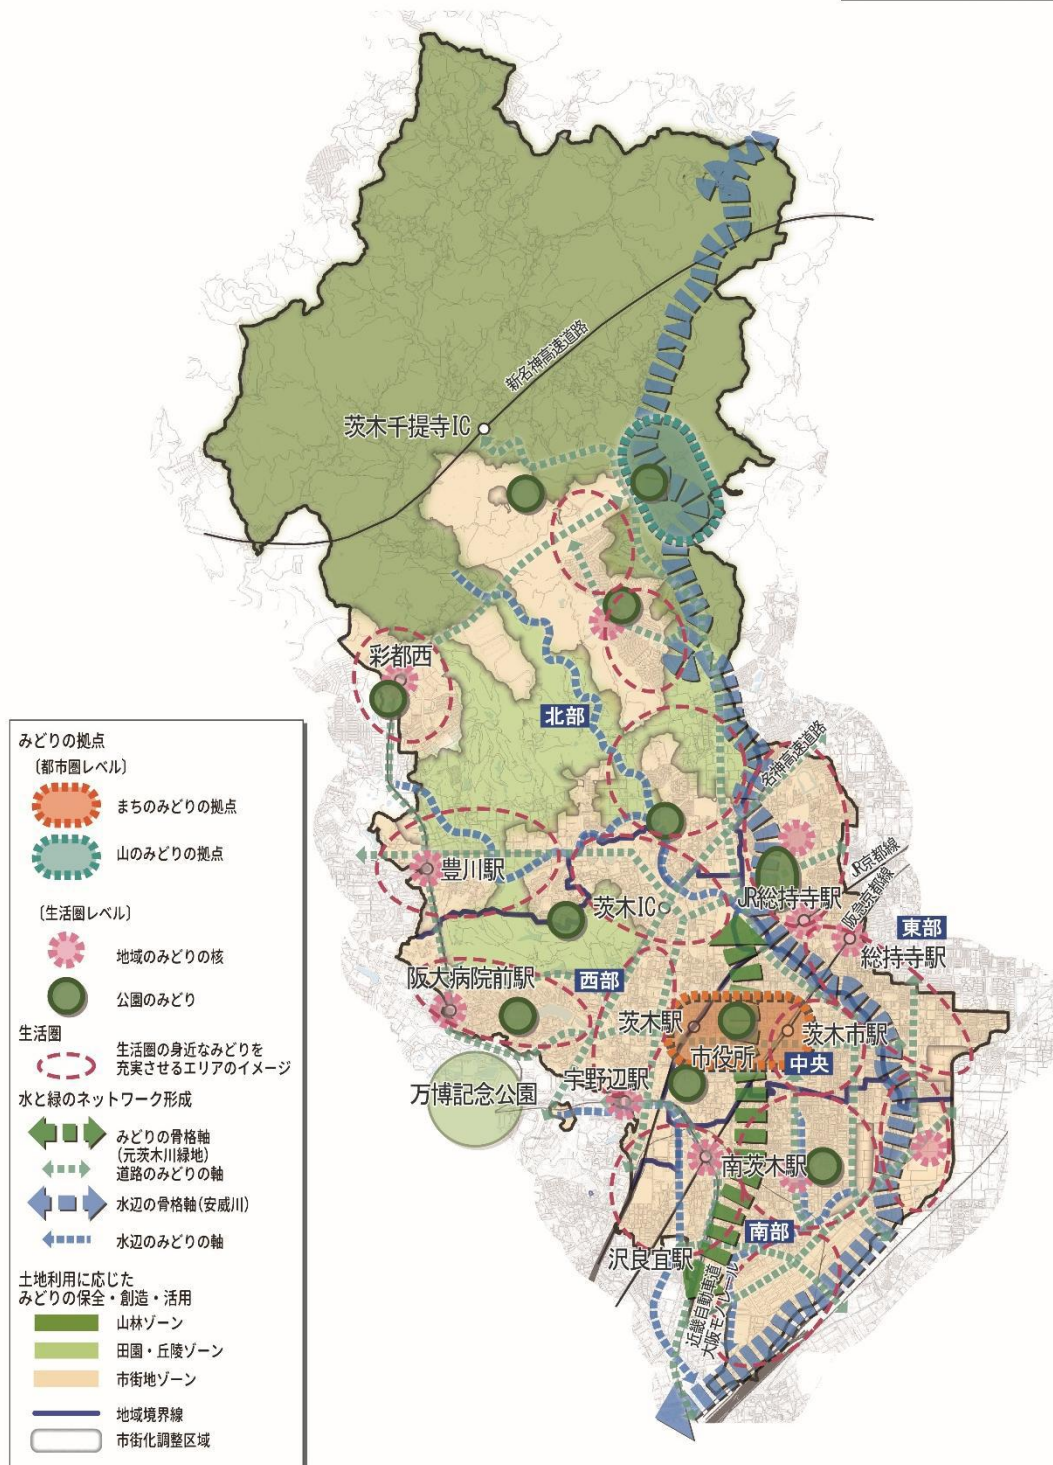 新名神高速道路
茨木千提寺IC
彩都西
北部
名神高速道路
JR京都線
阪急京都線
豊川駅
茨木IC
JR総持寺駅
東部
総持寺駅
阪大病院前駅
西部
茨木駅
茨木市駅
市役所
中央
宇野辺駅
万博記念公園
南茨木駅
南部
沢良宜駅
近畿自動車道
大阪モノレール
みどりの拠点
〔都市圏レベル〕
まちのみどりの拠点
山のみどりの拠点
〔生活圏レベル〕
地域のみどりの核
公園のみどり
生活圏
生活圏の身近なみどりを
充実させるエリアのイメージ
水と緑のネットワーク形成
みどりの骨格軸
(元茨木川緑地)
道路のみどりの軸
水辺の骨格軸(安威川)
水辺のみどりの軸
土地利用に応じた
みどりの保全・創造・活用
山林ゾーン
田園・丘陵ゾーン
市街地ゾーン
地域境界線
市街化調整区域